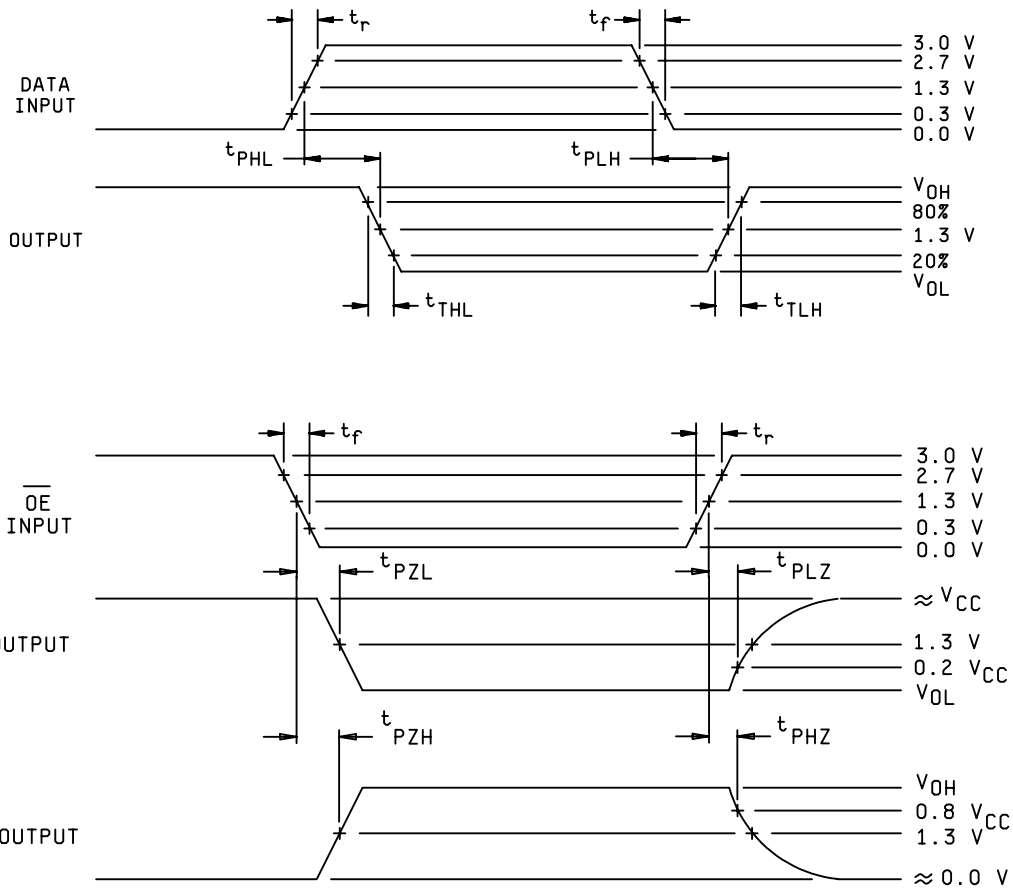 t_r
t_f
3.0 V
2.7 V
DATA
INPUT
1.3 V
0.3 V
0.0 V
t_PHL
t_PLH
V_OH
80%
OUTPUT
1.3 V
20%
V_OL
t_THL
t_TLH
t_f
t_r
3.0 V
2.7 V
O̅E̅
INPUT
1.3 V
0.3 V
0.0 V
t_PZL
t_PLZ
≈ V_CC
OUTPUT
1.3 V
0.2 V_CC
V_OL
t_PZH
t_PHZ
V_OH
0.8 V_CC
OUTPUT
1.3 V
≈ 0.0 V